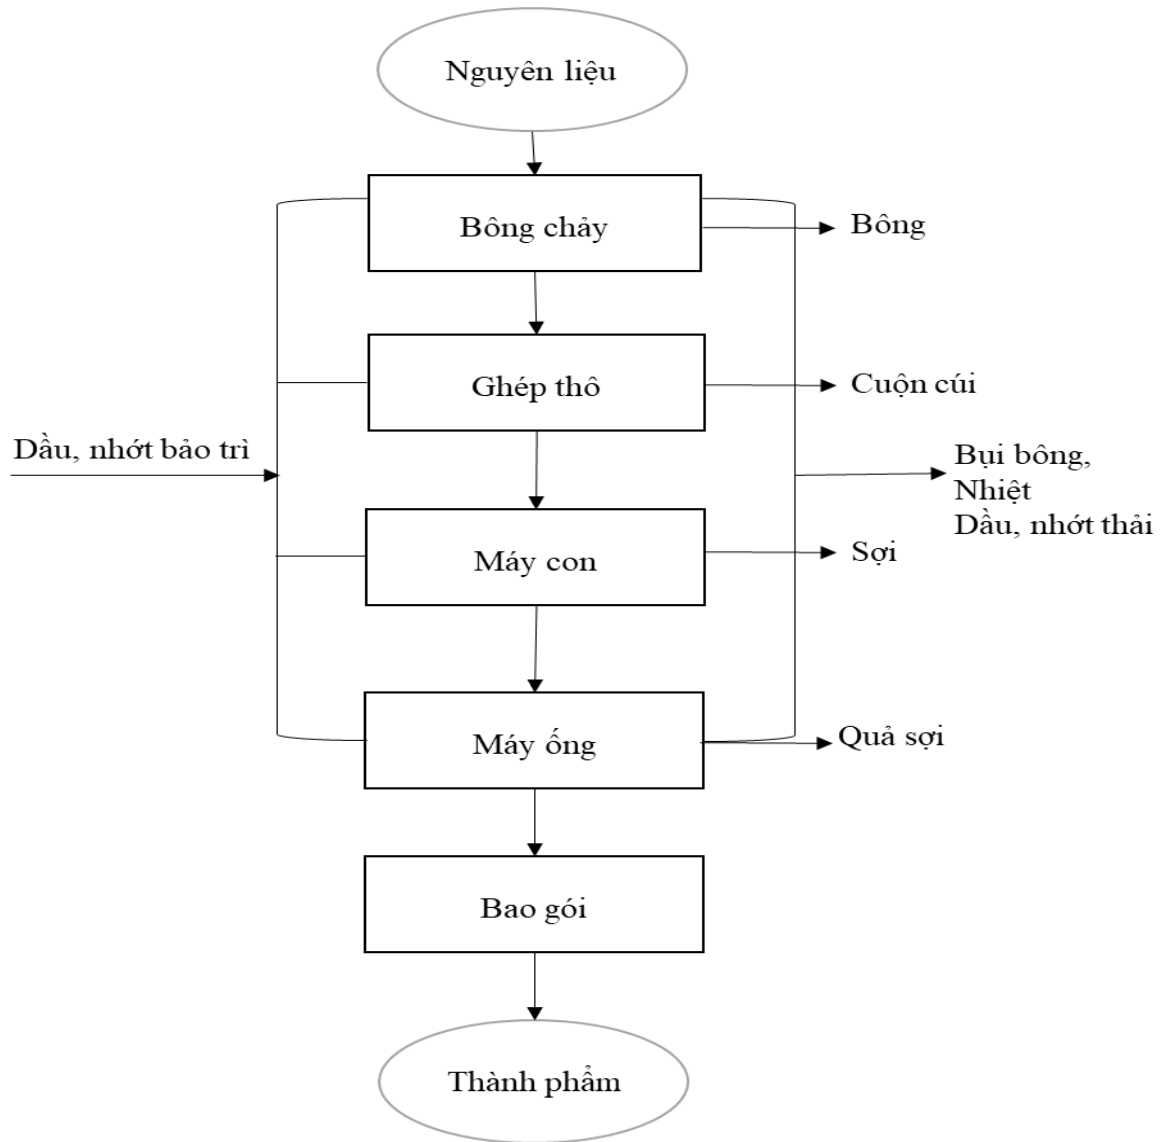 Nguyên liệu
Bông chảy
Bông
Ghép thô
Cuộn cúi
Dầu, nhớt bảo trì
Bụi bông,
Nhiệt
Dầu, nhớt thải
Máy con
Sợi
Máy ống
Quả sợi
Bao gói
Thành phẩm